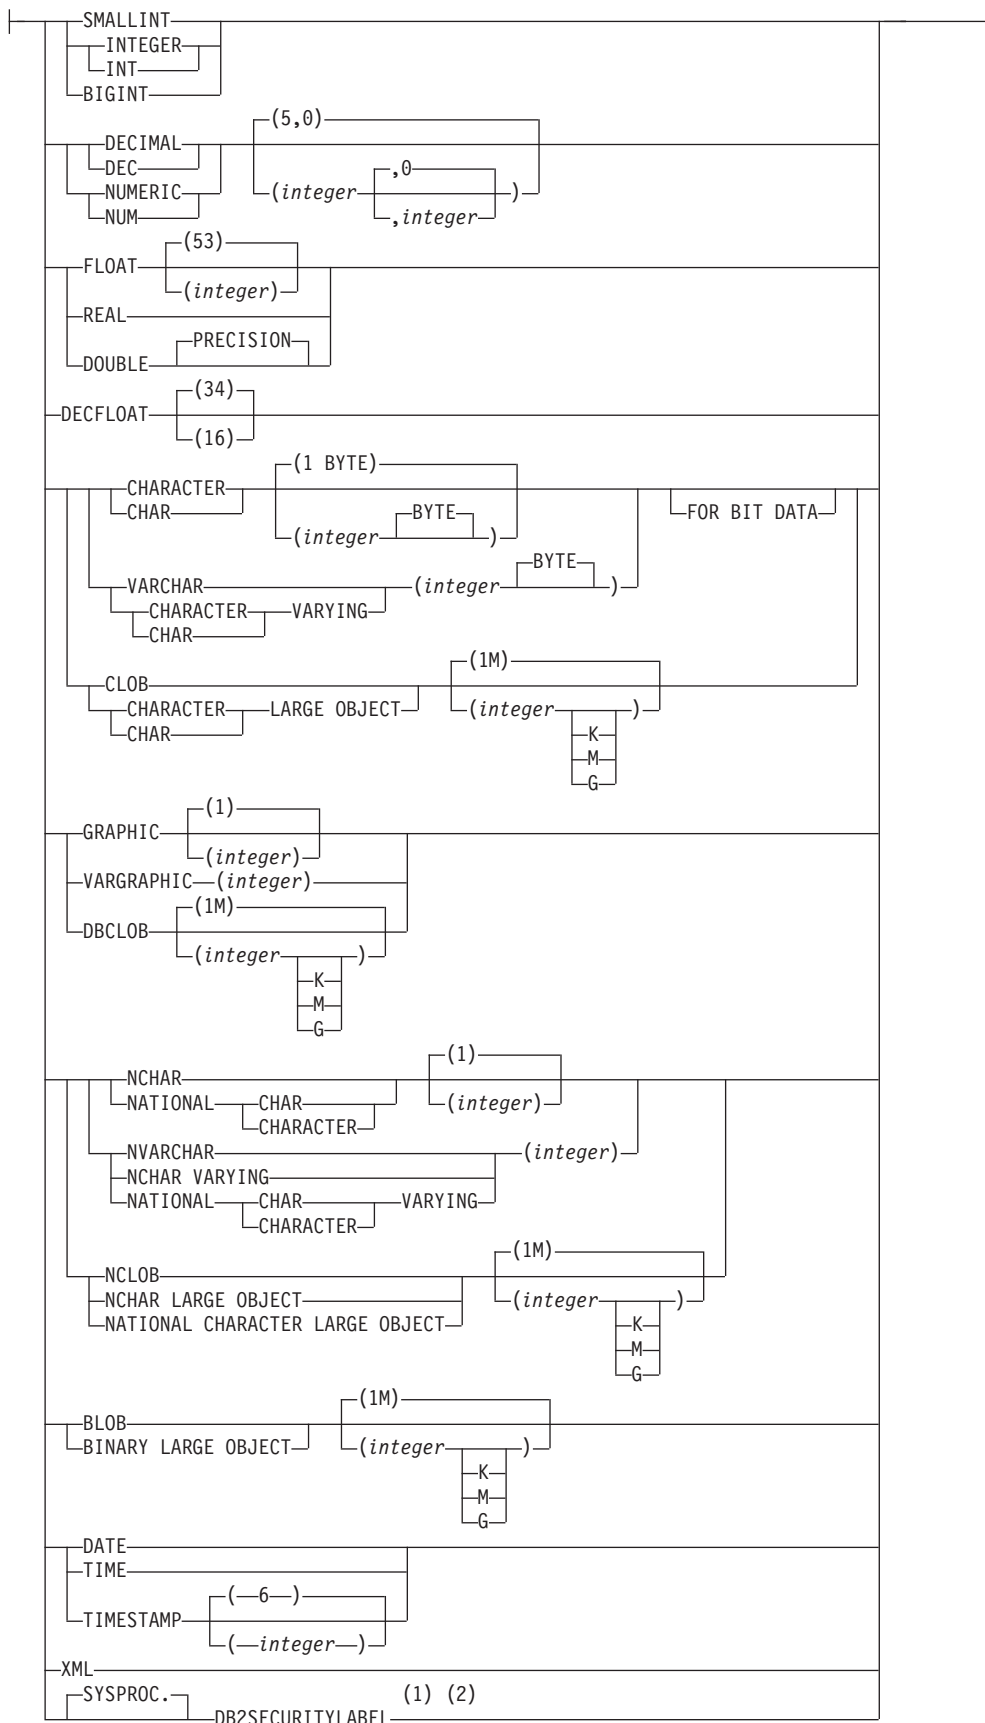 SMALLINT
INTEGER
INT
BIGINT
(5,0)
DECIMAL
DEC ,0
NUMERIC (integer )
NUM ,integer
(53)
FLOAT
(integer)
REAL
PRECISION
DOUBLE
(34)
DECFLOAT
(16)
(1 BYTE)
CHARACTER
CHAR BYTE FOR BIT DATA
(integer )
BYTE
VARCHAR (integer )
CHARACTER VARYING
CHAR
(1M)
CLOB
CHARACTER LARGE OBJECT (integer )
CHAR K
M
G
(1)
GRAPHIC
(integer)
VARGRAPHIC (integer)
(1M)
DBCLOB
(integer )
K
M
G
(1)
NCHAR
NATIONAL CHAR (integer)
CHARACTER
NVARCHAR (integer)
NCHAR VARYING
NATIONAL CHAR VARYING
CHARACTER
(1M)
NCLOB
NCHAR LARGE OBJECT (integer )
NATIONAL CHARACTER LARGE OBJECT K
M
G
(1M)
BLOB
BINARY LARGE OBJECT (integer )
K
M
G
DATE
TIME
( 6 )
TIMESTAMP
( integer )
XML
SYSPROC. (1) (2)
DB2SECURITYLABEL